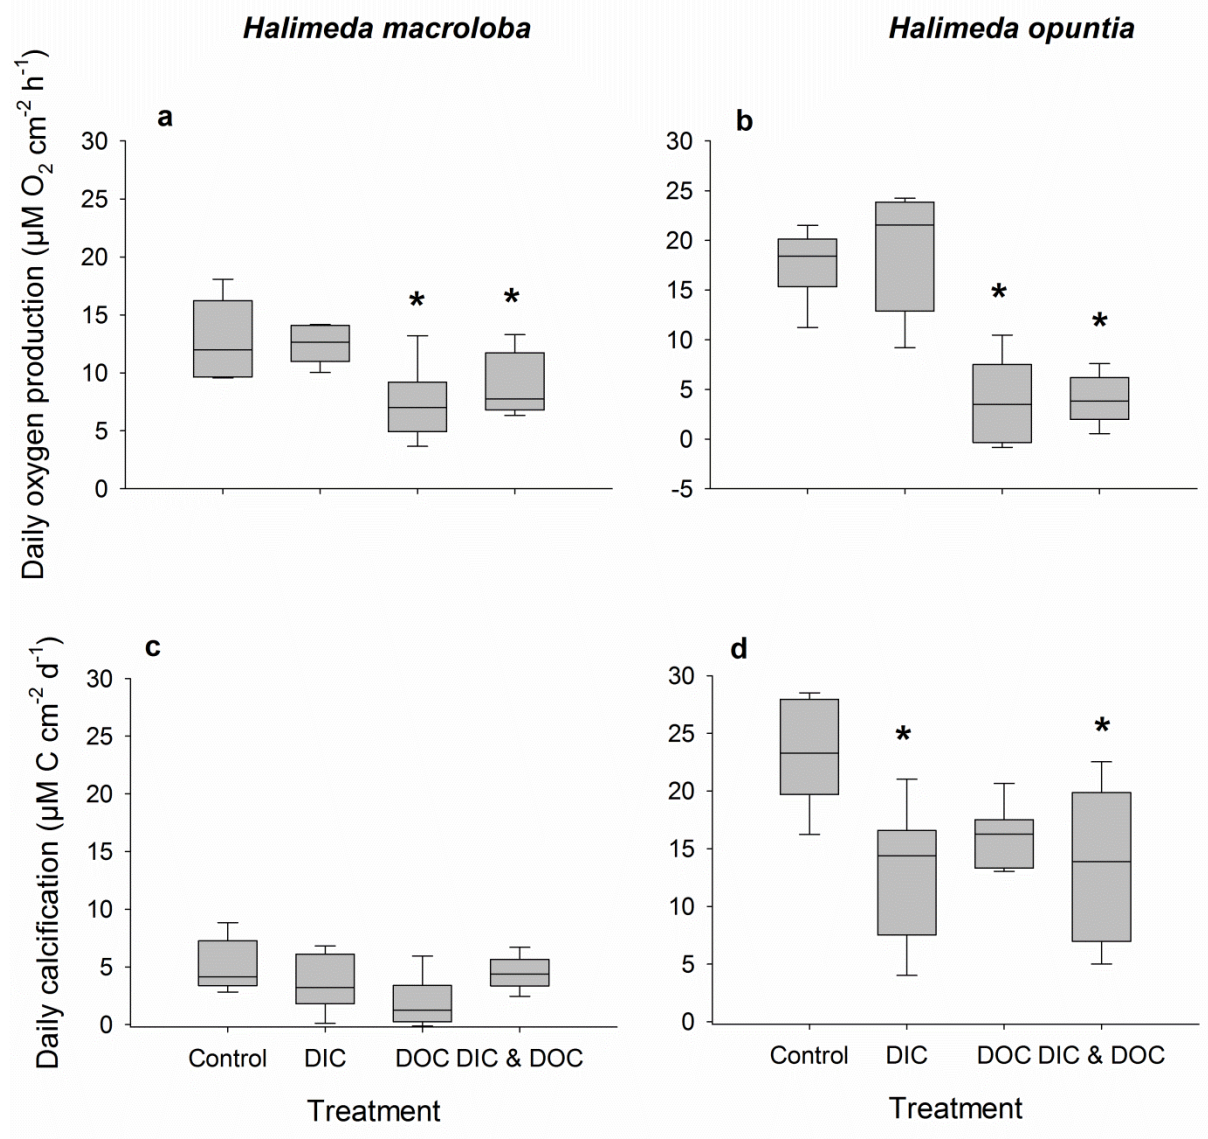 Halimeda macroloba
Halimeda opuntia
Daily oxygen production (µM O2 cm-2 h-1)
a
30
25
20
15
10
5
0
* *
b
30
25
20
15
10
5
0
-5
* *
Daily calcification (µM C cm-2 d-1)
c
30
25
20
15
10
5
0
Control DIC DOC DIC & DOC
Treatment
d
30
25
20
15
10
5
0
* *
Control DIC DOC DIC & DOC
Treatment